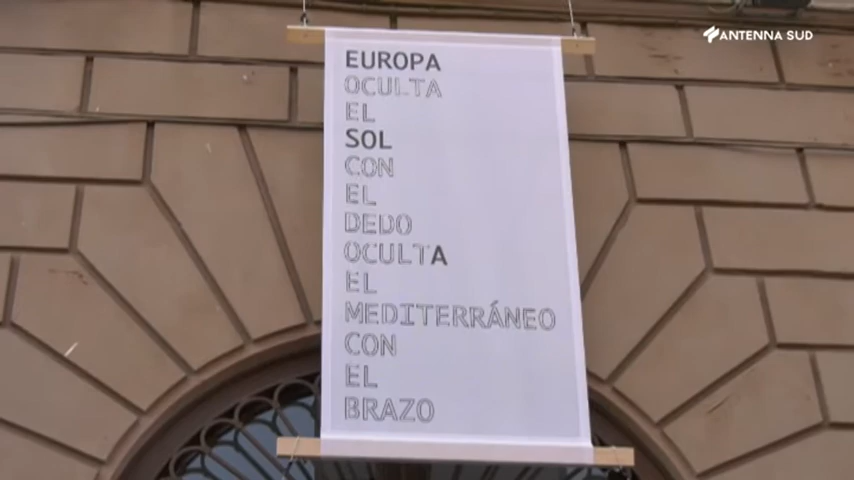 ANTENNA SUD
EUROPA
OCULTA
EL
SOL
CON
EL
DEDO
OCULTA
EL
MEDITERRÁNEO
CON
EL
BRAZO